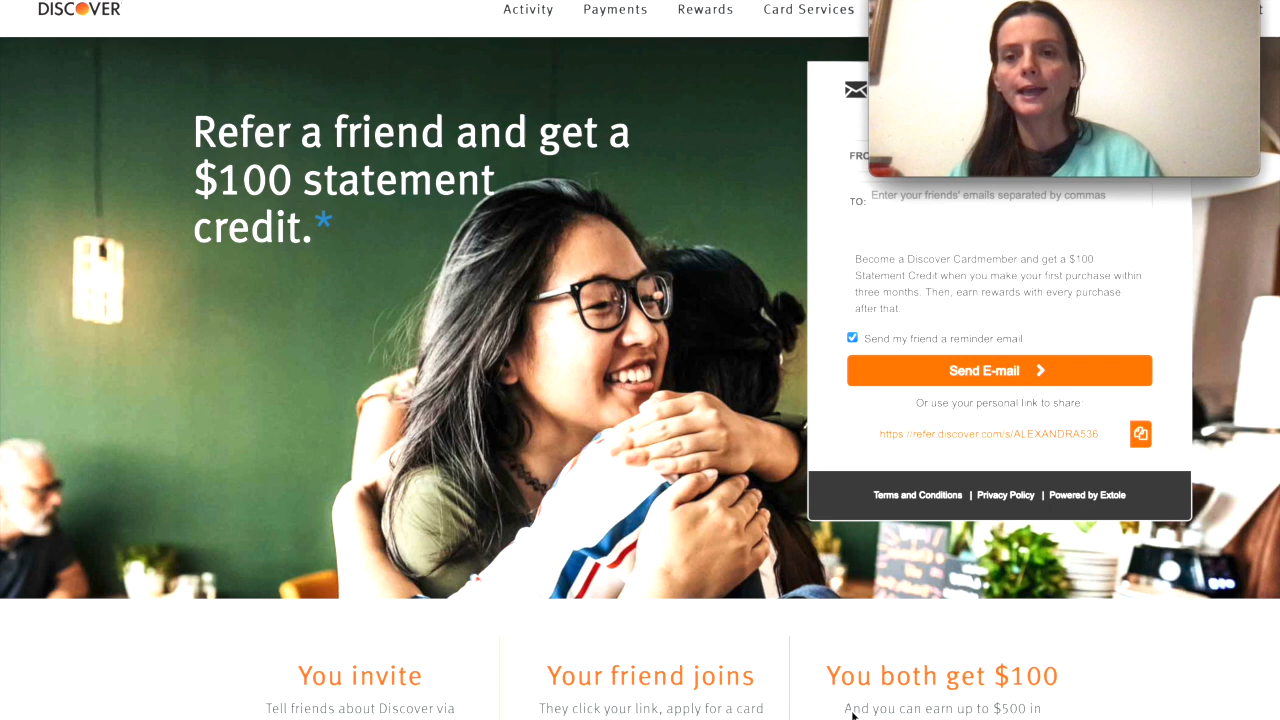 DISCOVER
Activity Payments Rewards Card Services
Refer a friend and get a
$100 statement
credit.*
TO: Enter your friends' emails separated by commas
Become a Discover Cardmember and get a $100
Statement Credit when you make your first purchase within
three months. Then, earn rewards with every purchase
after that
Send my friend a reminder email
Send E-mail
Or use your personal link to share
https://refer.discover.com/s/ALEXANDRA536
Terms and Conditions | Privacy Policy | Powered by Extole
You invite
Tell friends about Discover via
Your friend joins
They click your link, apply for a card
You both get $100
And you can earn up to $500 in